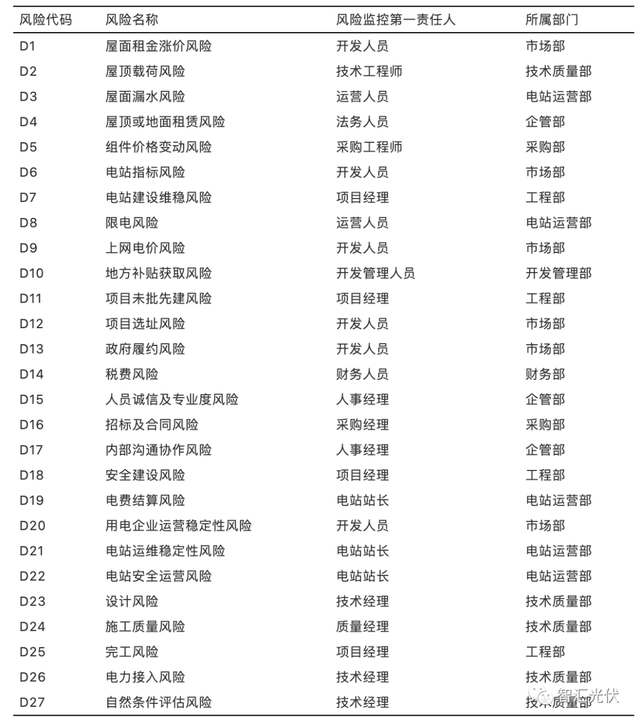 风险代码 风险名称 风险监控第一责任人 所属部门
D1 屋面租金涨价风险 开发人员 市场部
D2 屋顶载荷风险 技术工程师 技术质量部
D3 屋面漏水风险 运营人员 电站运营部
D4 屋顶或地面租赁风险 法务人员 企管部
D5 组件价格变动风险 采购工程师 采购部
D6 电站指标风险 开发人员 市场部
D7 电站建设维稳风险 项目经理 工程部
D8 限电风险 运营人员 电站运营部
D9 上网电价风险 开发人员 市场部
D10 地方补贴获取风险 开发管理人员 开发管理部
D11 项目未批先建风险 项目经理 工程部
D12 项目选址风险 开发人员 市场部
D13 政府履约风险 开发人员 市场部
D14 税费风险 财务人员 财务部
D15 人员诚信及专业度风险 人事经理 企管部
D16 招标及合同风险 采购经理 采购部
D17 内部沟通协作风险 人事经理 企管部
D18 安全建设风险 项目经理 工程部
D19 电费结算风险 电站站长 电站运营部
D20 用电企业运营稳定性风险 开发人员 市场部
D21 电站运维稳定性风险 电站站长 电站运营部
D22 电站安全运营风险 电站站长 电站运营部
D23 设计风险 技术经理 技术质量部
D24 施工质量风险 质量经理 技术质量部
D25 完工风险 项目经理 工程部
D26 电力接入风险 技术经理 技术质量部
D27 自然条件评估风险 技术经理 技术质量部
智汇光伏